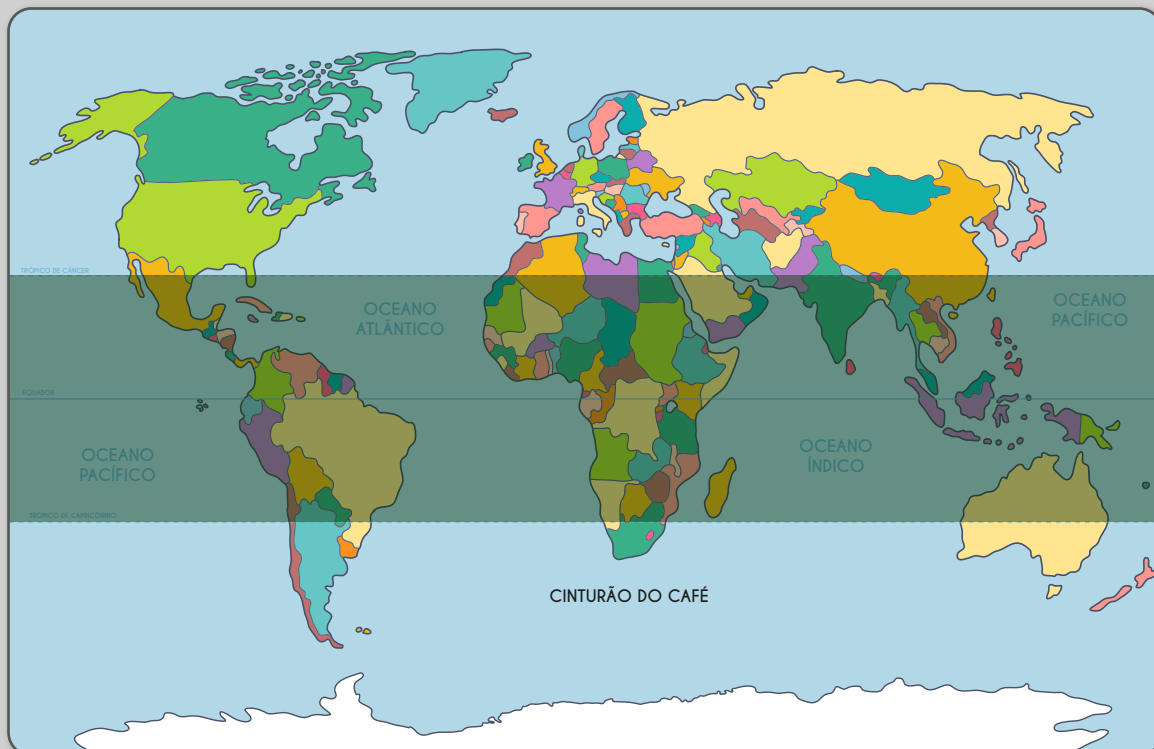 TRÓPICO DE CÂNCER
OCEANO
ATLÂNTICO
OCEANO
PACÍFICO
EQUADOR
OCEANO
PACÍFICO
OCEANO
ÍNDICO
TRÓPICO DE CAPRICÓRNIO
CINTURÃO DO CAFÉ